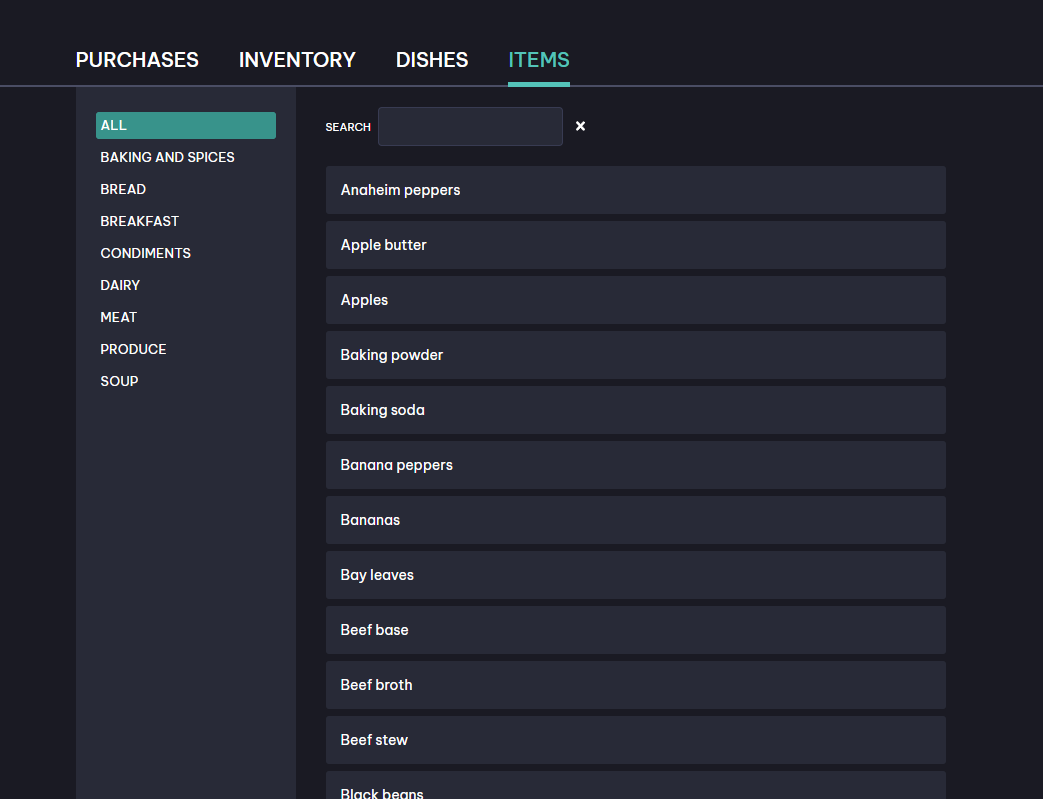 PURCHASES INVENTORY DISHES ITEMS
ALL
BAKING AND SPICES
BREAD
BREAKFAST
CONDIMENTS
DAIRY
MEAT
PRODUCE
SOUP
SEARCH
Anaheim peppers
Apple butter
Apples
Baking powder
Baking soda
Banana peppers
Bananas
Bay leaves
Beef base
Beef broth
Beef stew
Black beans